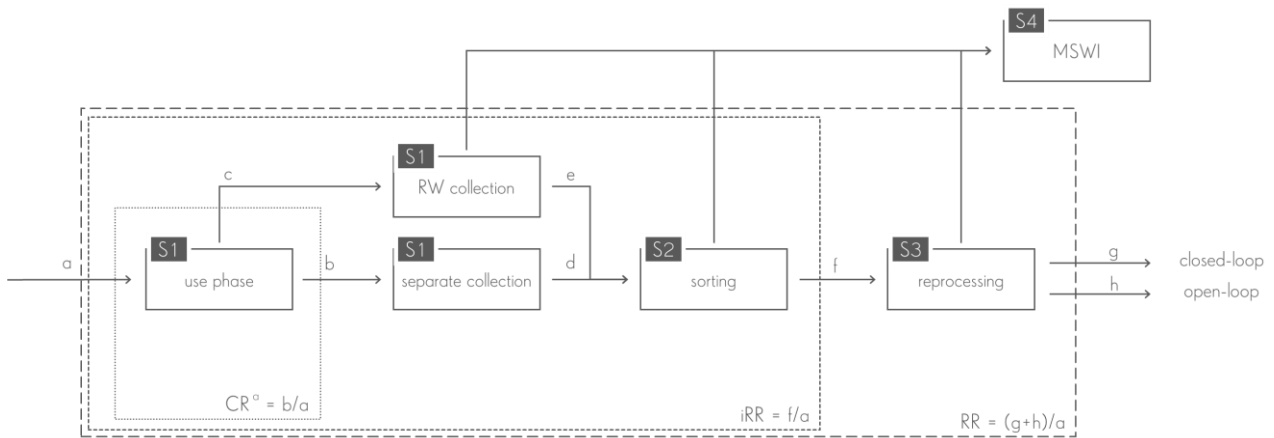 S4
MSWI
S1
RW collection
c
e
S1
use phase
a
b
S1
separate collection
d
S2
sorting
f
S3
reprocessing
g
closed-loop
h
open-loop
CRᵅ = b/a
iRR = f/a
RR = (g+h)/a